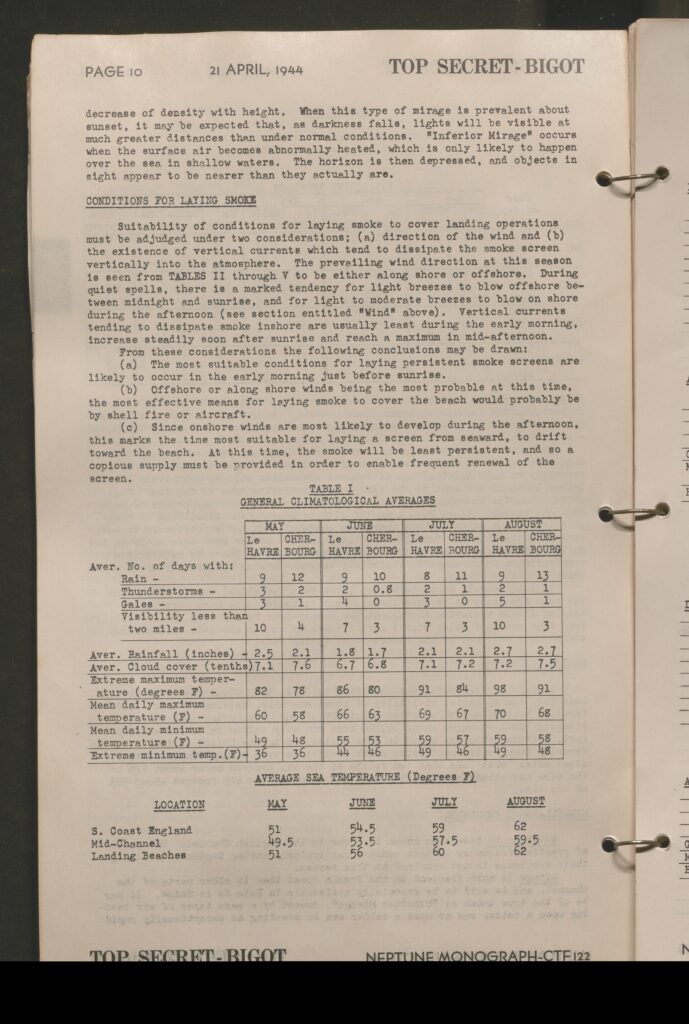 PAGE 10 21 APRIL, 1944 TOP SECRET-BIGOT
decrease of density with height. When this type of mirage is prevalent about
sunset, it may be expected that, as darkness falls, lights will be visible at
much greater distances than under normal conditions. "Inferior Mirage" occurs
when the surface air becomes abnormally heated, which is only likely to happen
over the sea in shallow waters. The horizon is then depressed, and objects in
sight appear to be nearer than they actually are.
CONDITIONS FOR LAYING SMOKE
Suitability of conditions for laying smoke to cover landing operations
must be adjudged under two considerations; (a) direction of the wind and (b)
the existence of vertical currents which tend to dissipate the smoke screen
vertically into the atmosphere. The prevailing wind direction at this season
is seen from TABLES II through V to be either along shore or offshore. During
quiet spells, there is a marked tendency for light breezes to blow offshore be-
tween midnight and sunrise, and for light to moderate breezes to blow on shore
during the afternoon (see section entitled "Wind" above). Vertical currents
tending to dissipate smoke inshore are usually least during the early morning,
increase steadily soon after sunrise and reach a maximum in mid-afternoon.
From these considerations the following conclusions may be drawn:
(a) The most suitable conditions for laying persistent smoke screens are
likely to occur in the early morning just before sunrise.
(b) Offshore or along shore winds being the most probable at this time,
the most effective means for laying smoke to cover the beach would probably be
by shell fire or aircraft.
(c) Since onshore winds are most likely to develop during the afternoon,
this marks the time most suitable for laying a screen from seaward, to drift
toward the beach. At this time, the smoke will be least persistent, and so a
copious supply must be provided in order to enable frequent renewal of the
screen.
TABLE I
GENERAL CLIMATOLOGICAL AVERAGES
MAY JUNE JULY AUGUST
Le CHER- Le CHER- Le CHER- Le CHER-
HAVRE BOURG HAVRE BOURG HAVRE BOURG HAVRE BOURG
Aver. No. of days with:
Rain - 9 12 9 10 8 11 9 13
Thunderstorms - 3 2 2 0.8 2 1 2 1
Gales - 3 1 4 0 3 0 5 1
Visibility less than
two miles - 10 4 7 3 7 3 10 3
Aver. Rainfall (inches) - 2.5 2.1 1.8 1.7 2.1 2.1 2.7 2.7
Aver. Cloud cover (tenths) 7.1 7.6 6.7 6.8 7.1 7.2 7.2 7.5
Extreme maximum temper-
ature (degrees F) - 82 78 86 80 91 84 98 91
Mean daily maximum
temperature (F) - 60 58 66 63 69 67 70 68
Mean daily minimum
temperature (F) - 49 48 55 53 59 57 59 58
Extreme minimum temp.(F)- 36 36 44 46 49 46 49 48
AVERAGE SEA TEMPERATURE (Degrees F)
LOCATION MAY JUNE JULY AUGUST
S. Coast England 51 54.5 59 62
Mid-Channel 49.5 53.5 57.5 59.5
Landing Beaches 51 56 60 62
TOP SECRET-BIGOT NEPTUNE MONOGRAPH-CTF 122